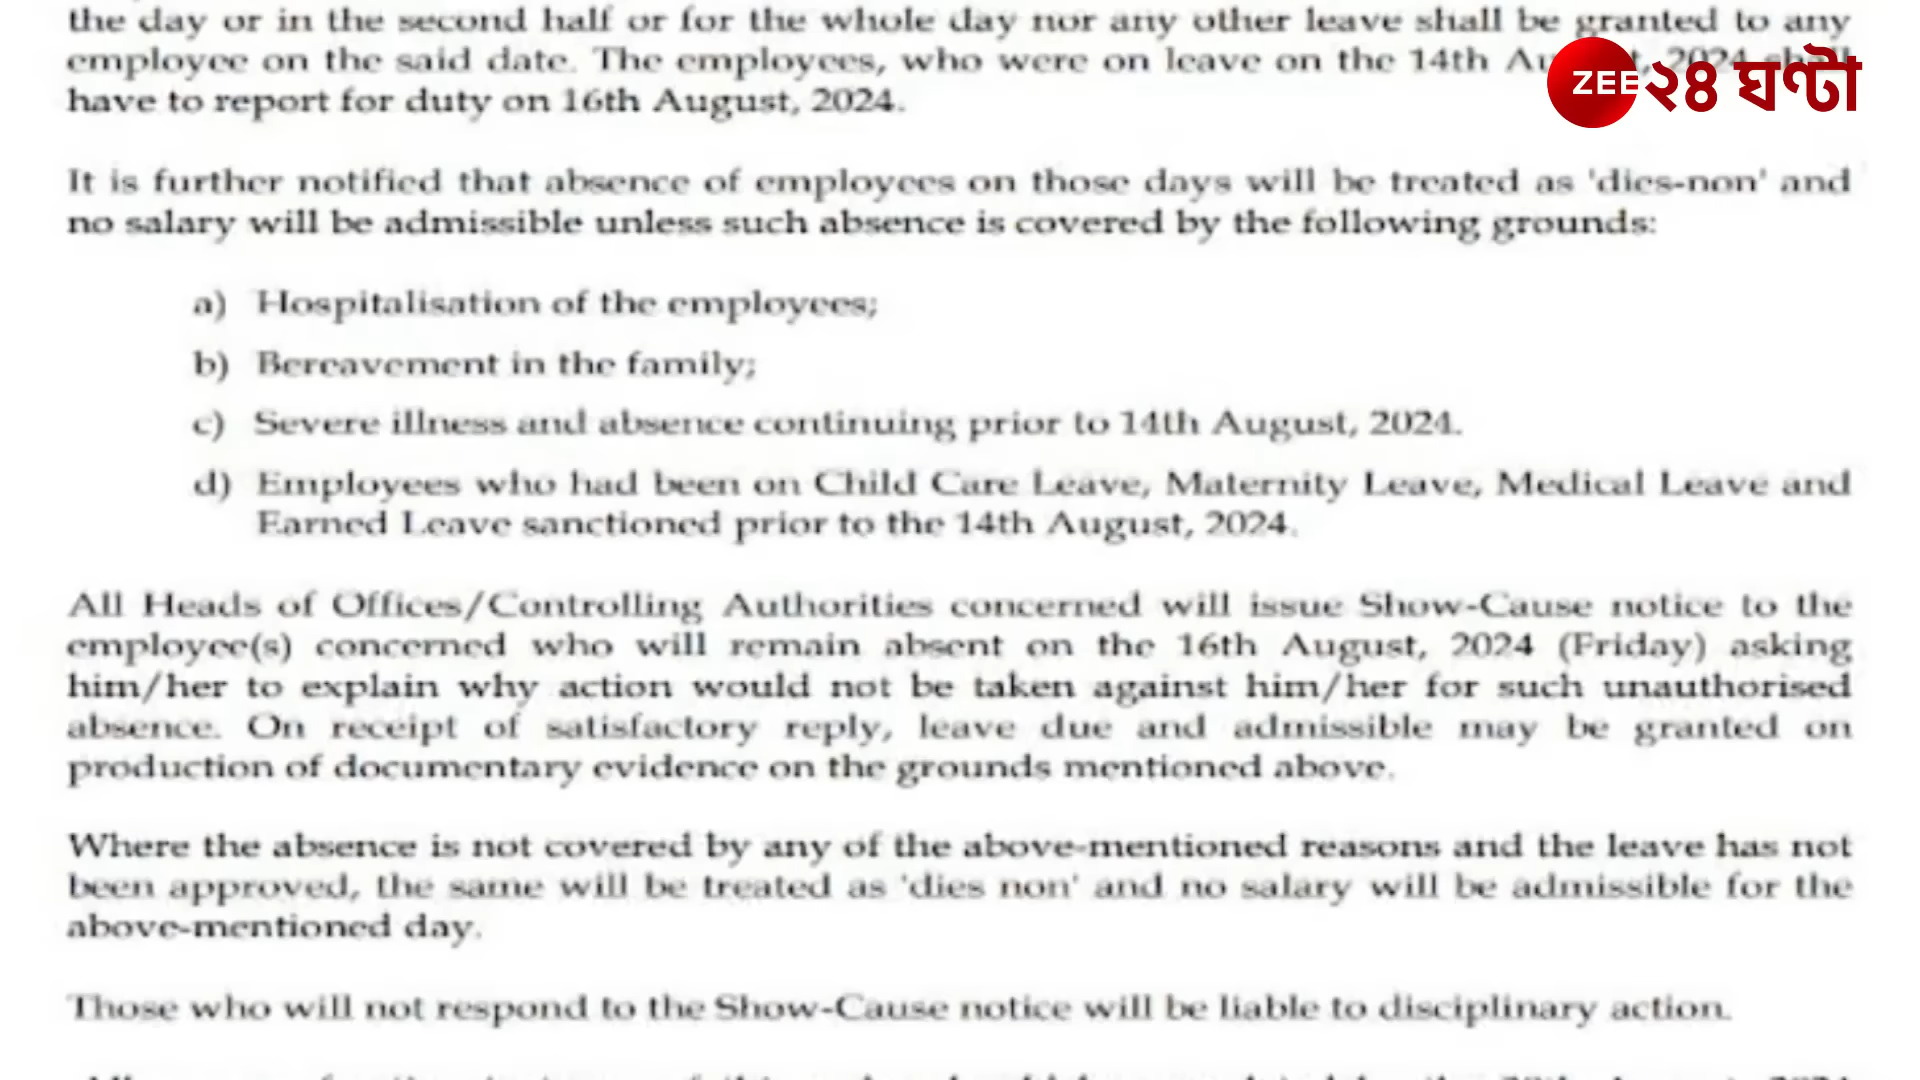 the day or in the second half or for the whole day nor any other leave shall be granted to any
employee on the said date. The employees, who were on leave on the 14th August, 2024 shall
ZEE ২৪ ঘণ্টা
have to report for duty on 16th August, 2024.
It is further notified that absence of employees on those days will be treated as 'dies-non' and
no salary will be admissible unless such absence is covered by the following grounds:
a) Hospitalisation of the employees;
b) Bereavement in the family;
c) Severe illness and absence continuing prior to 14th August, 2024.
d) Employees who had been on Child Care Leave, Maternity Leave, Medical Leave and
Earned Leave sanctioned prior to the 14th August, 2024.
All Heads of Offices/Controlling Authorities concerned will issue Show-Cause notice to the
employee(s) concerned who will remain absent on the 16th August, 2024 (Friday) asking
him/her to explain why action would not be taken against him/her for such unauthorised
absence. On receipt of satisfactory reply, leave due and admissible may be granted on
production of documentary evidence on the grounds mentioned above.
Where the absence is not covered by any of the above-mentioned reasons and the leave has not
been approved, the same will be treated as 'dies non' and no salary will be admissible for the
above-mentioned day.
Those who will not respond to the Show-Cause notice will be liable to disciplinary action.